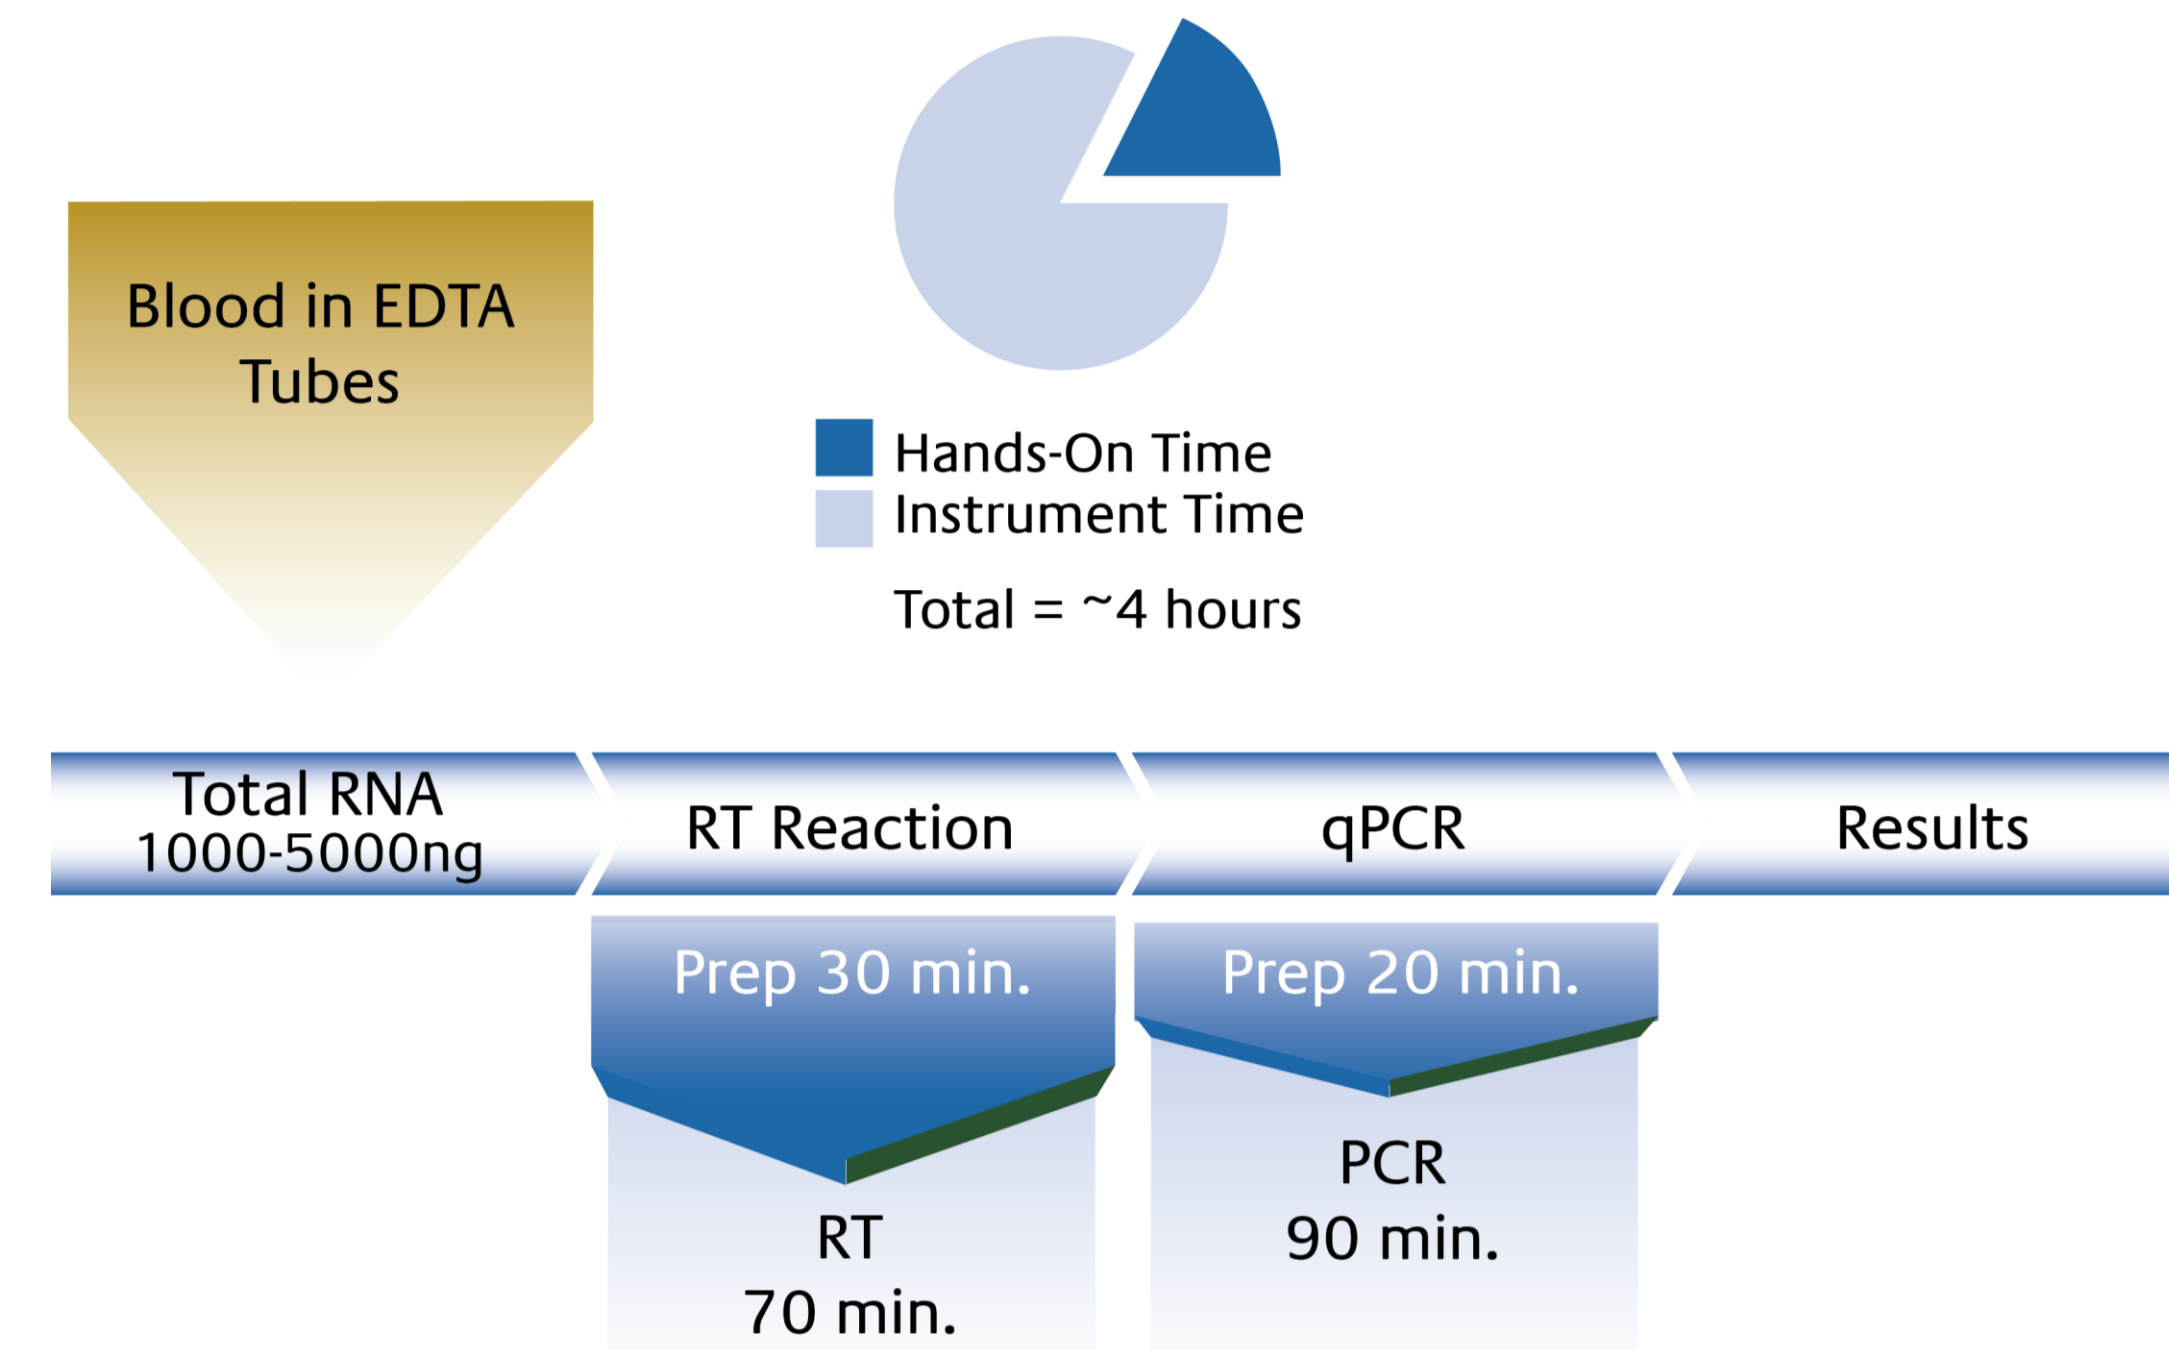 Blood in EDTA
Tubes
Hands-On Time
Instrument Time
Total = ~4 hours
Total RNA
1000-5000ng
RT Reaction
qPCR
Results
Prep 30 min.
Prep 20 min.
RT
70 min.
PCR
90 min.